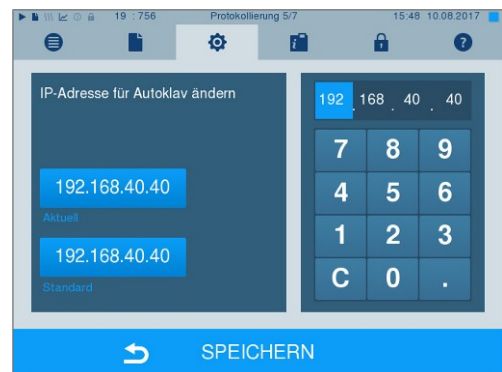 19 : 756 Protokollierung 5/7 15:48 10.08.2017
IP-Adresse für Autoklav ändern
192.168.40.40
Aktuell
192.168.40.40
Standard
192 . 168 . 40 . 40
7 8 9
4 5 6
1 2 3
C 0 .
SPEICHERN